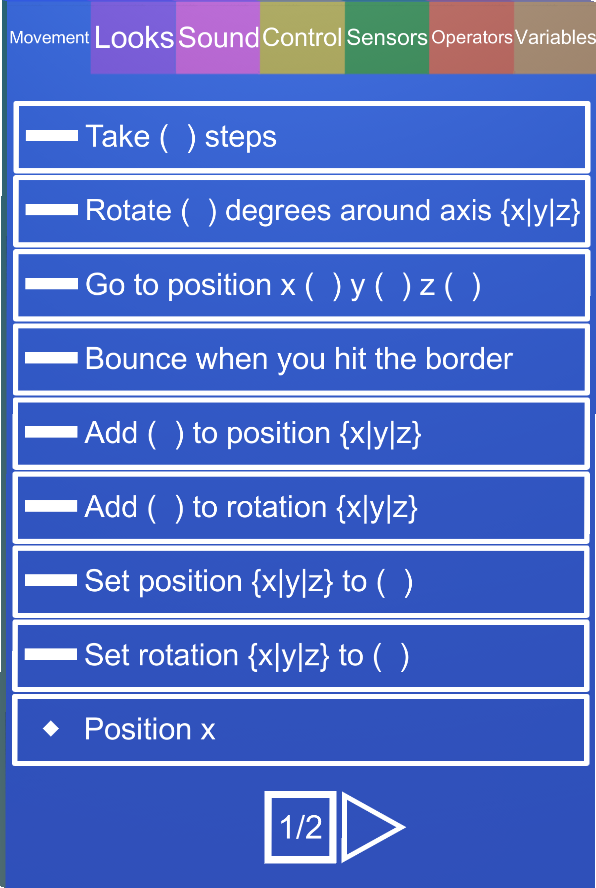 Movement Looks Sound Control Sensors Operators Variables
Take ( ) steps
Rotate ( ) degrees around axis {x|y|z}
Go to position x ( ) y ( ) z ( )
Bounce when you hit the border
Add ( ) to position {x|y|z}
Add ( ) to rotation {x|y|z}
Set position {x|y|z} to ( )
Set rotation {x|y|z} to ( )
Position x
1/2